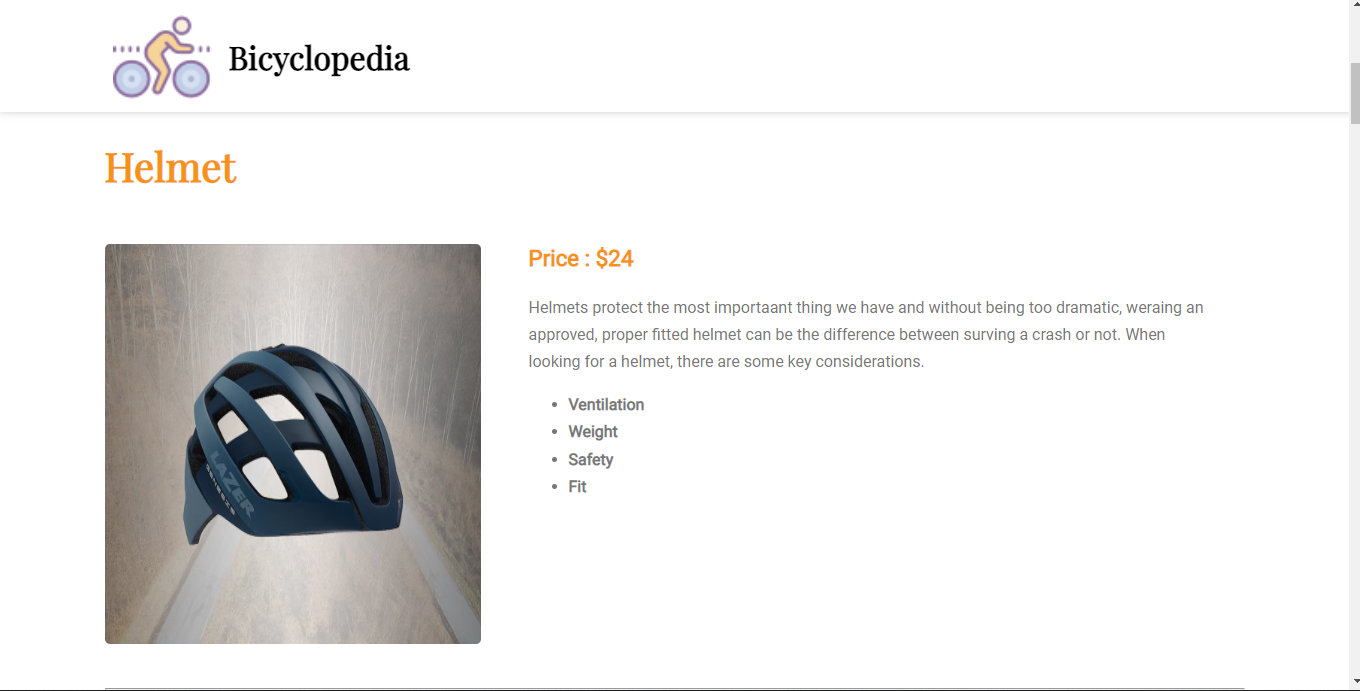 Bicyclopedia
Helmet
Price : $24
Helmets protect the most importaant thing we have and without being too dramatic, weraing an
approved, proper fitted helmet can be the difference between surving a crash or not. When
looking for a helmet, there are some key considerations.
• Ventilation
• Weight
• Safety
• Fit
LAZER